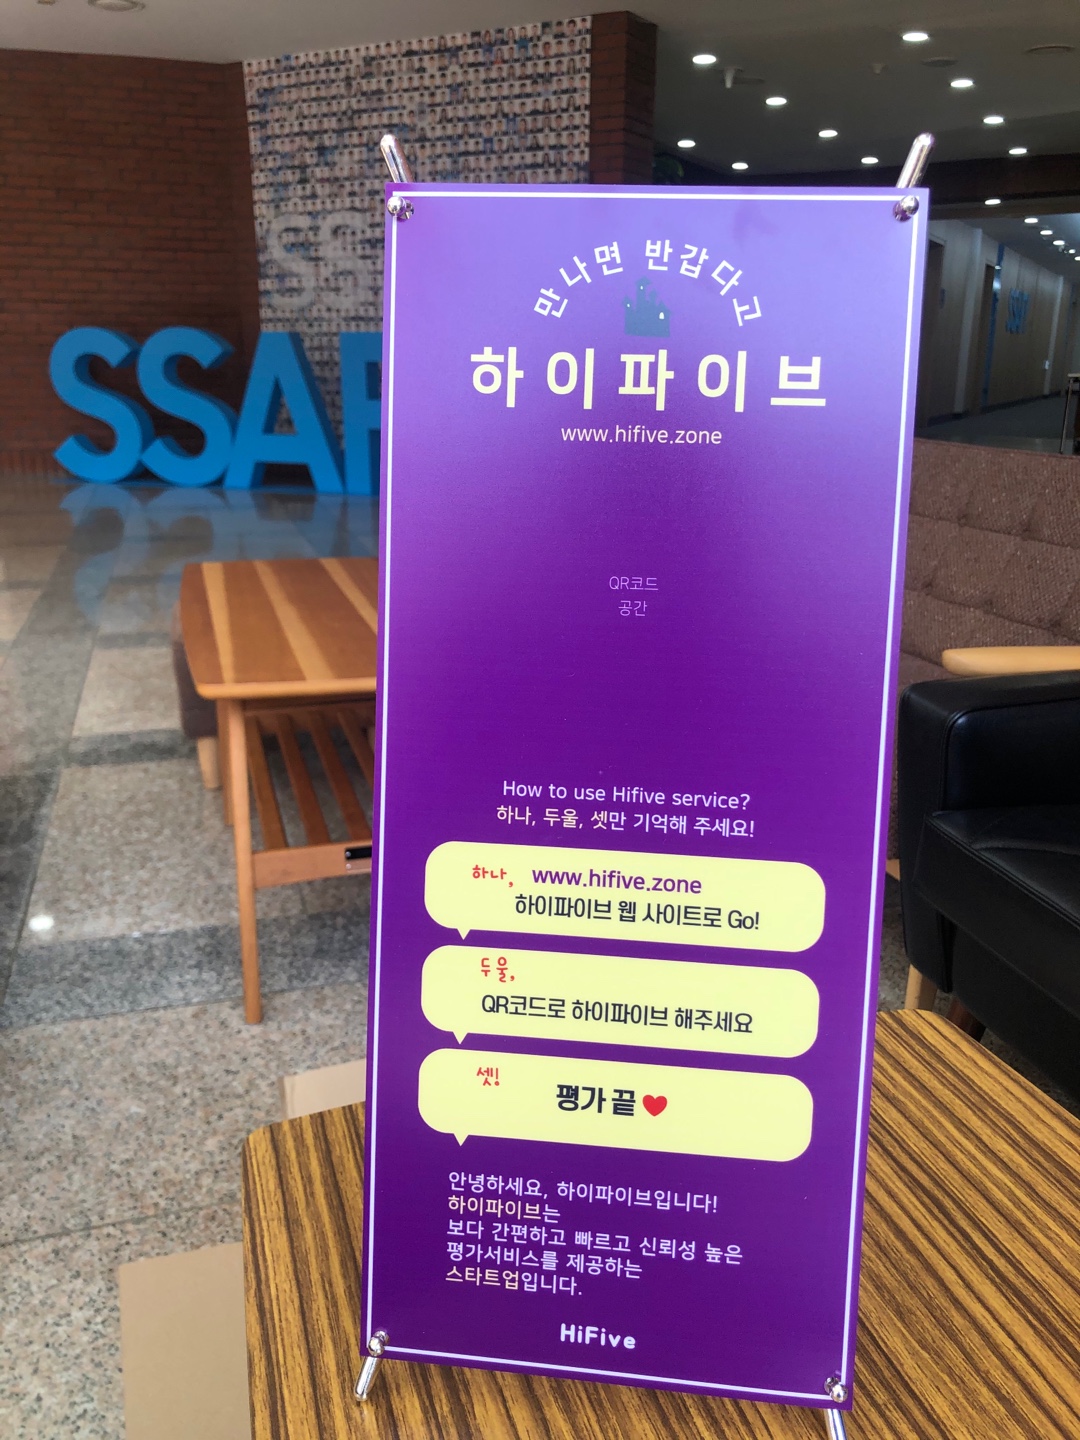 SSAF
만나면 반갑다고
하이파이브
www.hifive.zone
QR코드
공간
How to use Hifive service?
하나, 두울, 셋만 기억해 주세요!
하나, www.hifive.zone
하이파이브 웹 사이트로 Go!
두울,
QR코드로 하이파이브 해주세요
셋!
평가 끝
안녕하세요, 하이파이브입니다!
하이파이브는
보다 간편하고 빠르고 신뢰성 높은
평가서비스를 제공하는
스타트업입니다.
HiFive